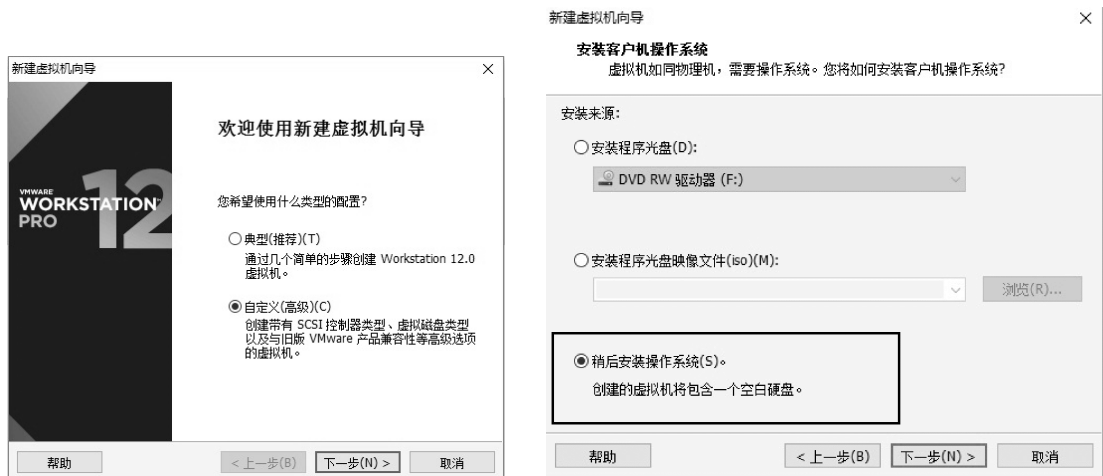 新建虚拟机向导
欢迎使用新建虚拟机向导
VMWARE
WORKSTATION™
PRO
12
您希望使用什么类型的配置?
典型(推荐)(T)
通过几个简单的步骤创建 Workstation 12.0
虚拟机。
自定义(高级)(C)
创建带有 SCSI 控制器类型、虚拟磁盘类型
以及与旧版 VMware 产品兼容性等高级选项
的虚拟机。
帮助
< 上一步(B)
下一步(N) >
取消
新建虚拟机向导
安装客户机操作系统
虚拟机如同物理机,需要操作系统。您将如何安装客户机操作系统?
安装来源:
安装程序光盘(D):
DVD RW 驱动器 (F:)
安装程序光盘映像文件(iso)(M):
浏览(R)...
稍后安装操作系统(S)。
创建的虚拟机将包含一个空白硬盘。
帮助
< 上一步(B)
下一步(N) >
取消